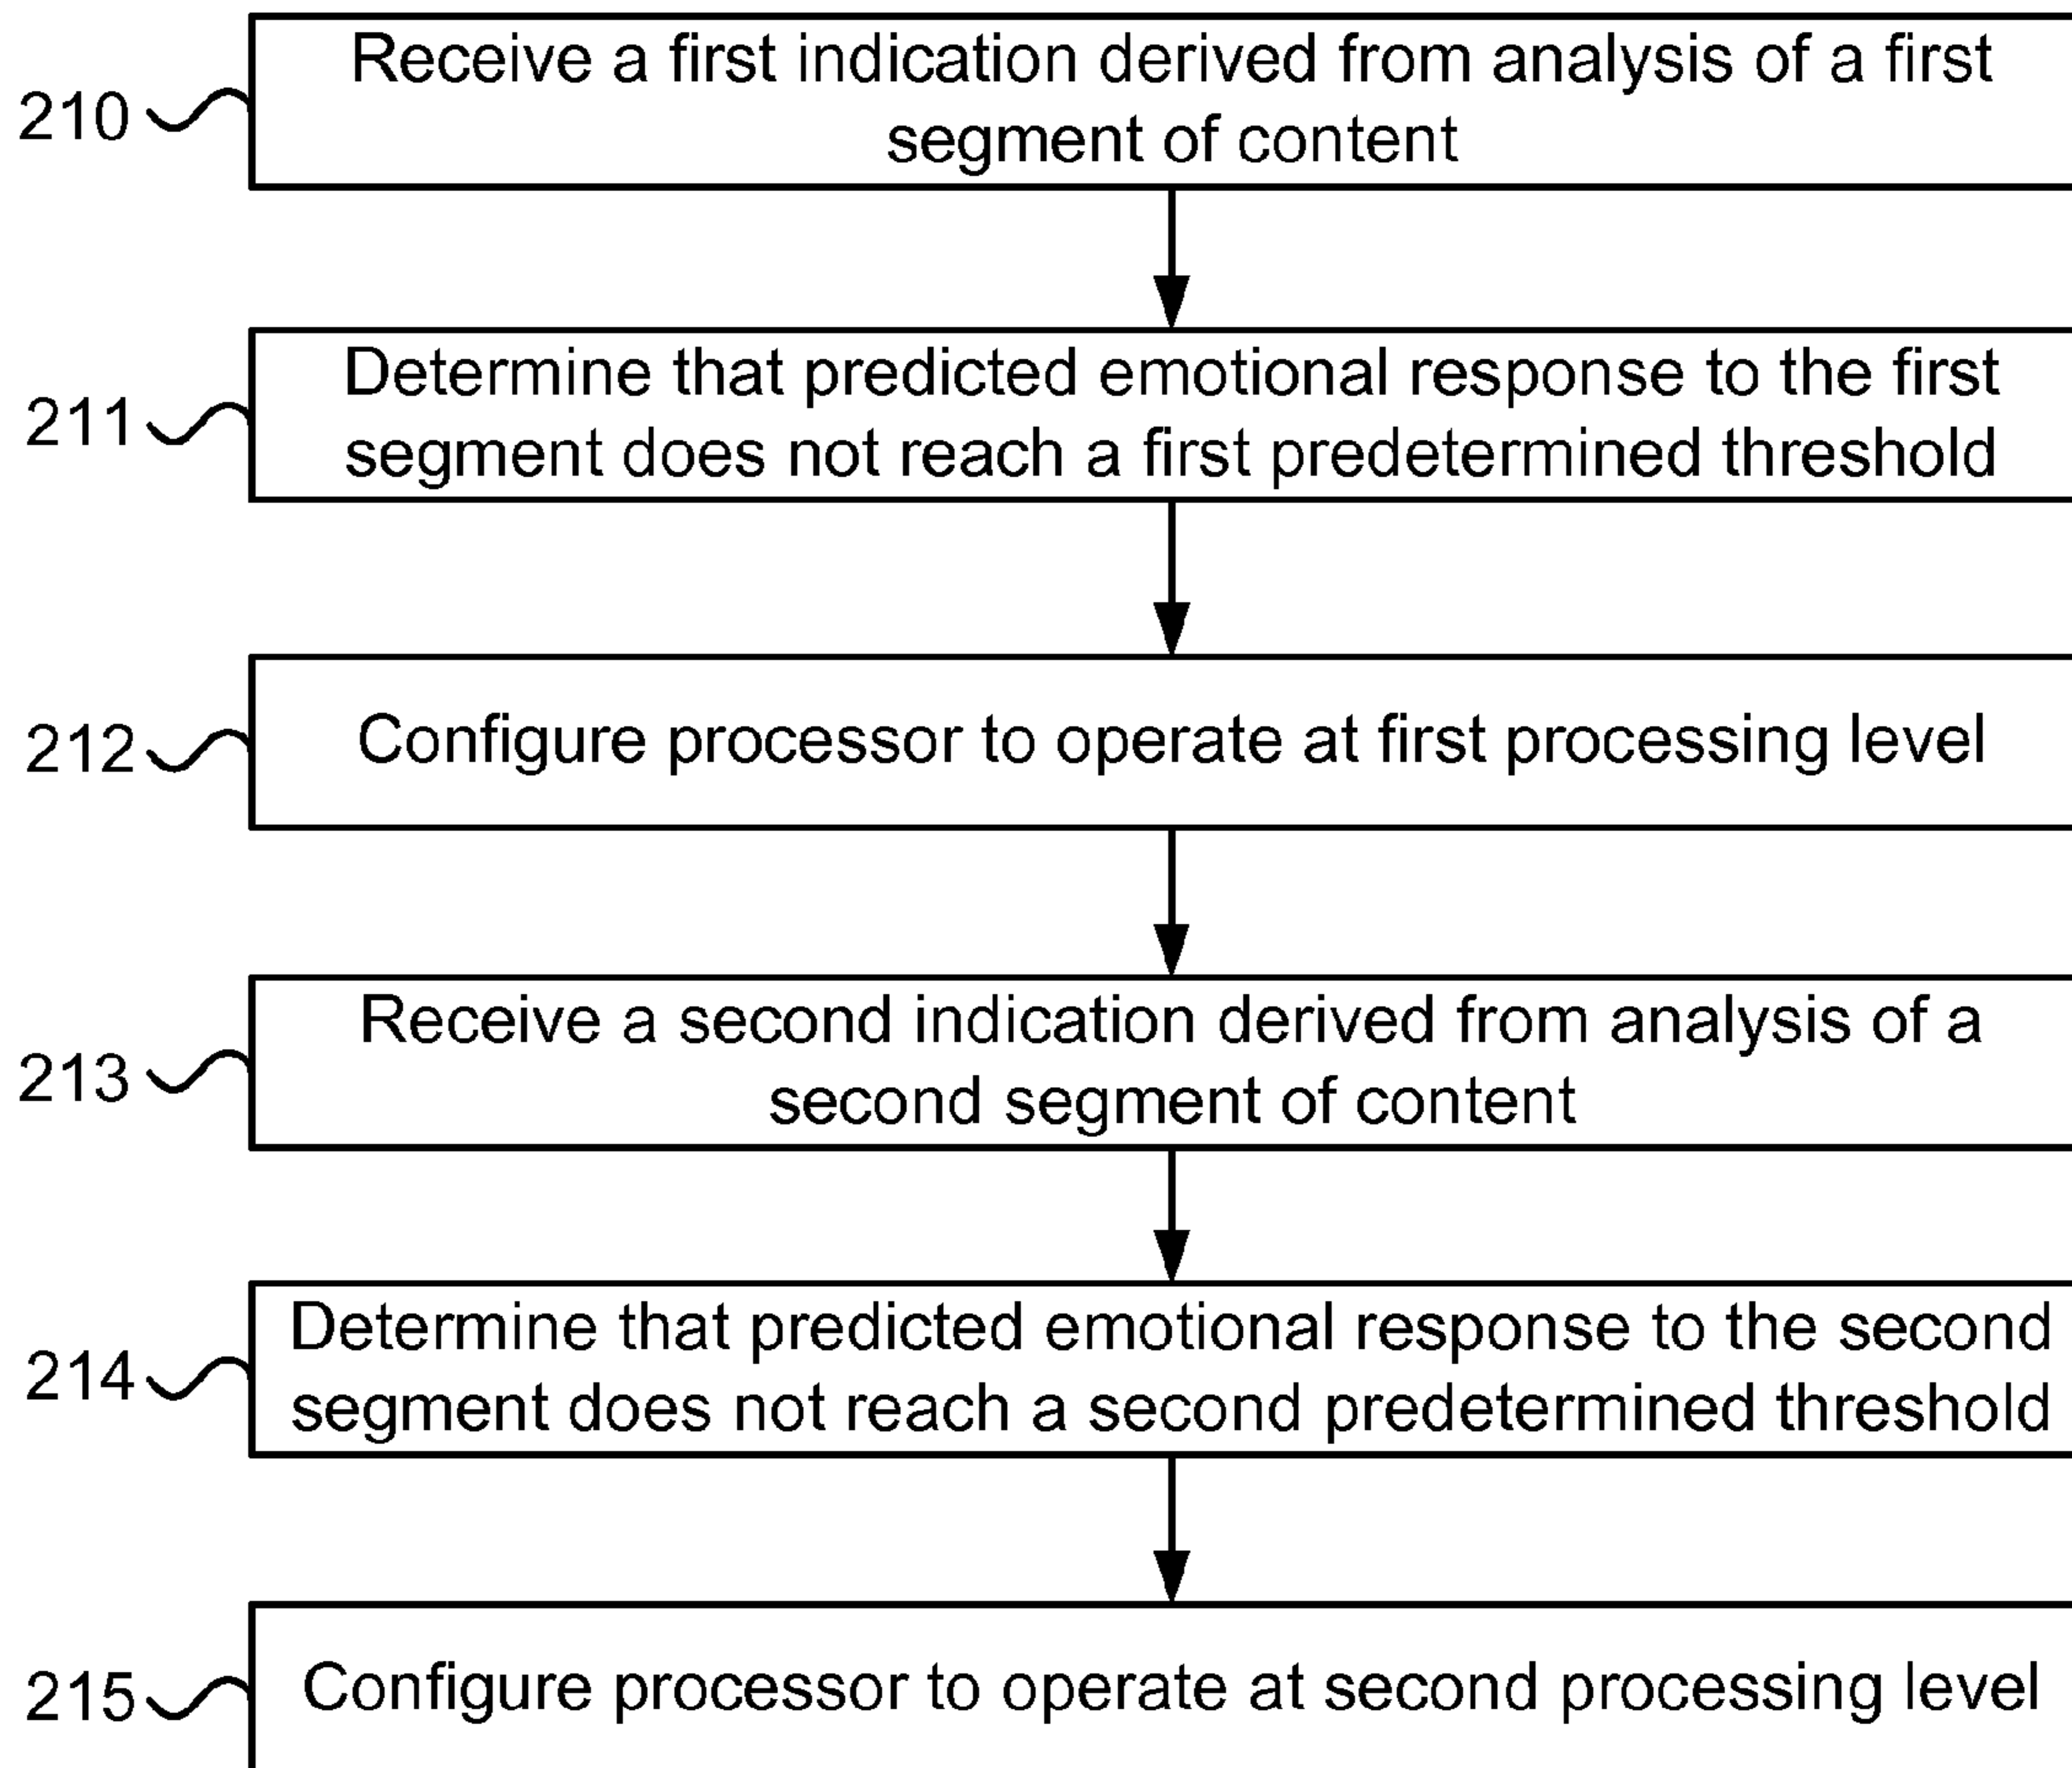 210
Receive a first indication derived from analysis of a first
segment of content
211
Determine that predicted emotional response to the first
segment does not reach a first predetermined threshold
212
Configure processor to operate at first processing level
213
Receive a second indication derived from analysis of a
second segment of content
214
Determine that predicted emotional response to the second
segment does not reach a second predetermined threshold
215
Configure processor to operate at second processing level